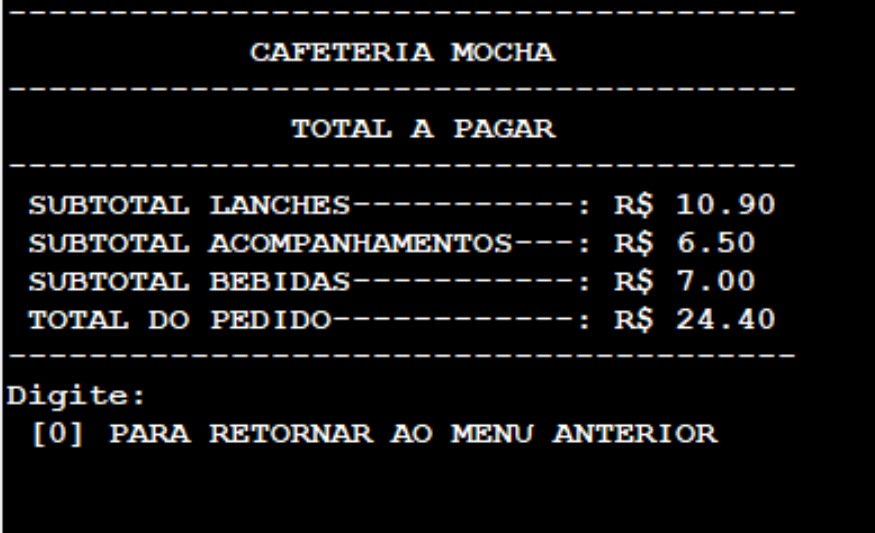 ---------------------------------------
CAFETERIA MOCHA
---------------------------------------
TOTAL A PAGAR
---------------------------------------
SUBTOTAL LANCHES-----------: R$ 10.90
SUBTOTAL ACOMPANHAMENTOS---: R$ 6.50
SUBTOTAL BEBIDAS-----------: R$ 7.00
TOTAL DO PEDIDO------------: R$ 24.40
---------------------------------------
Digite:
[0] PARA RETORNAR AO MENU ANTERIOR